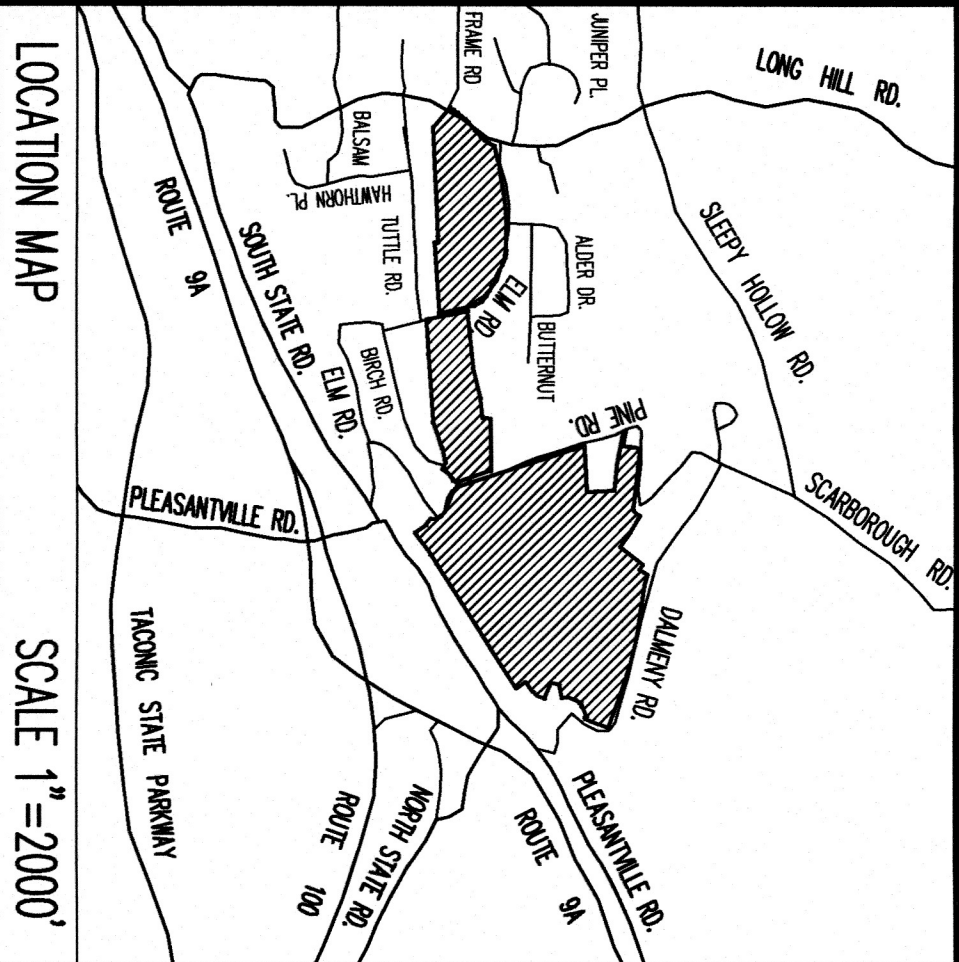 LONG HILL RD.
JUNIPER PL.
FRAME RD
SLEEPY HOLLOW RD.
SCARBOROUGH RD.
BALSAM
HAWTHORN PL.
TUTTLE RD.
ALDER DR.
ELM RD
BUTTERNUT
ROUTE 9A
SOUTH STATE RD.
ELM RD.
BIRCH RD.
PINE RD.
PLEASANTVILLE RD.
DALMENY RD.
TACONIC STATE PARKWAY
PLEASANTVILLE RD.
ROUTE 9A
NORTH STATE RD.
ROUTE 100
LOCATION MAP
SCALE 1"=2000'